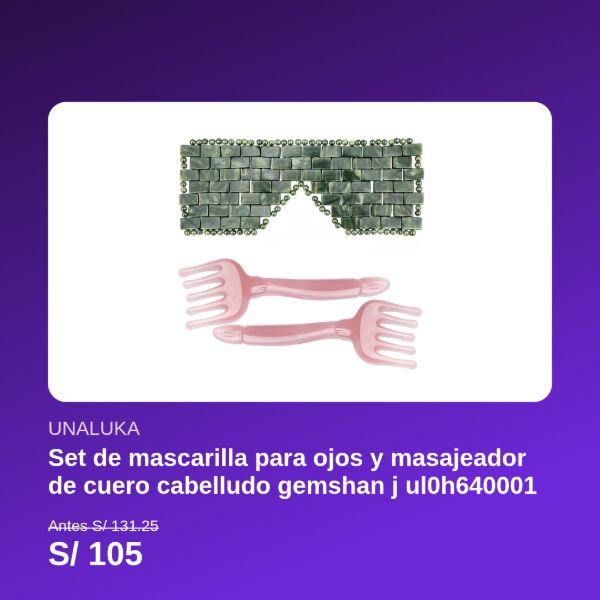 UNALUKA
Set de mascarilla para ojos y masajeador
de cuero cabelludo gemshan j ul0h640001
Antes S/ 131.25
S/ 105